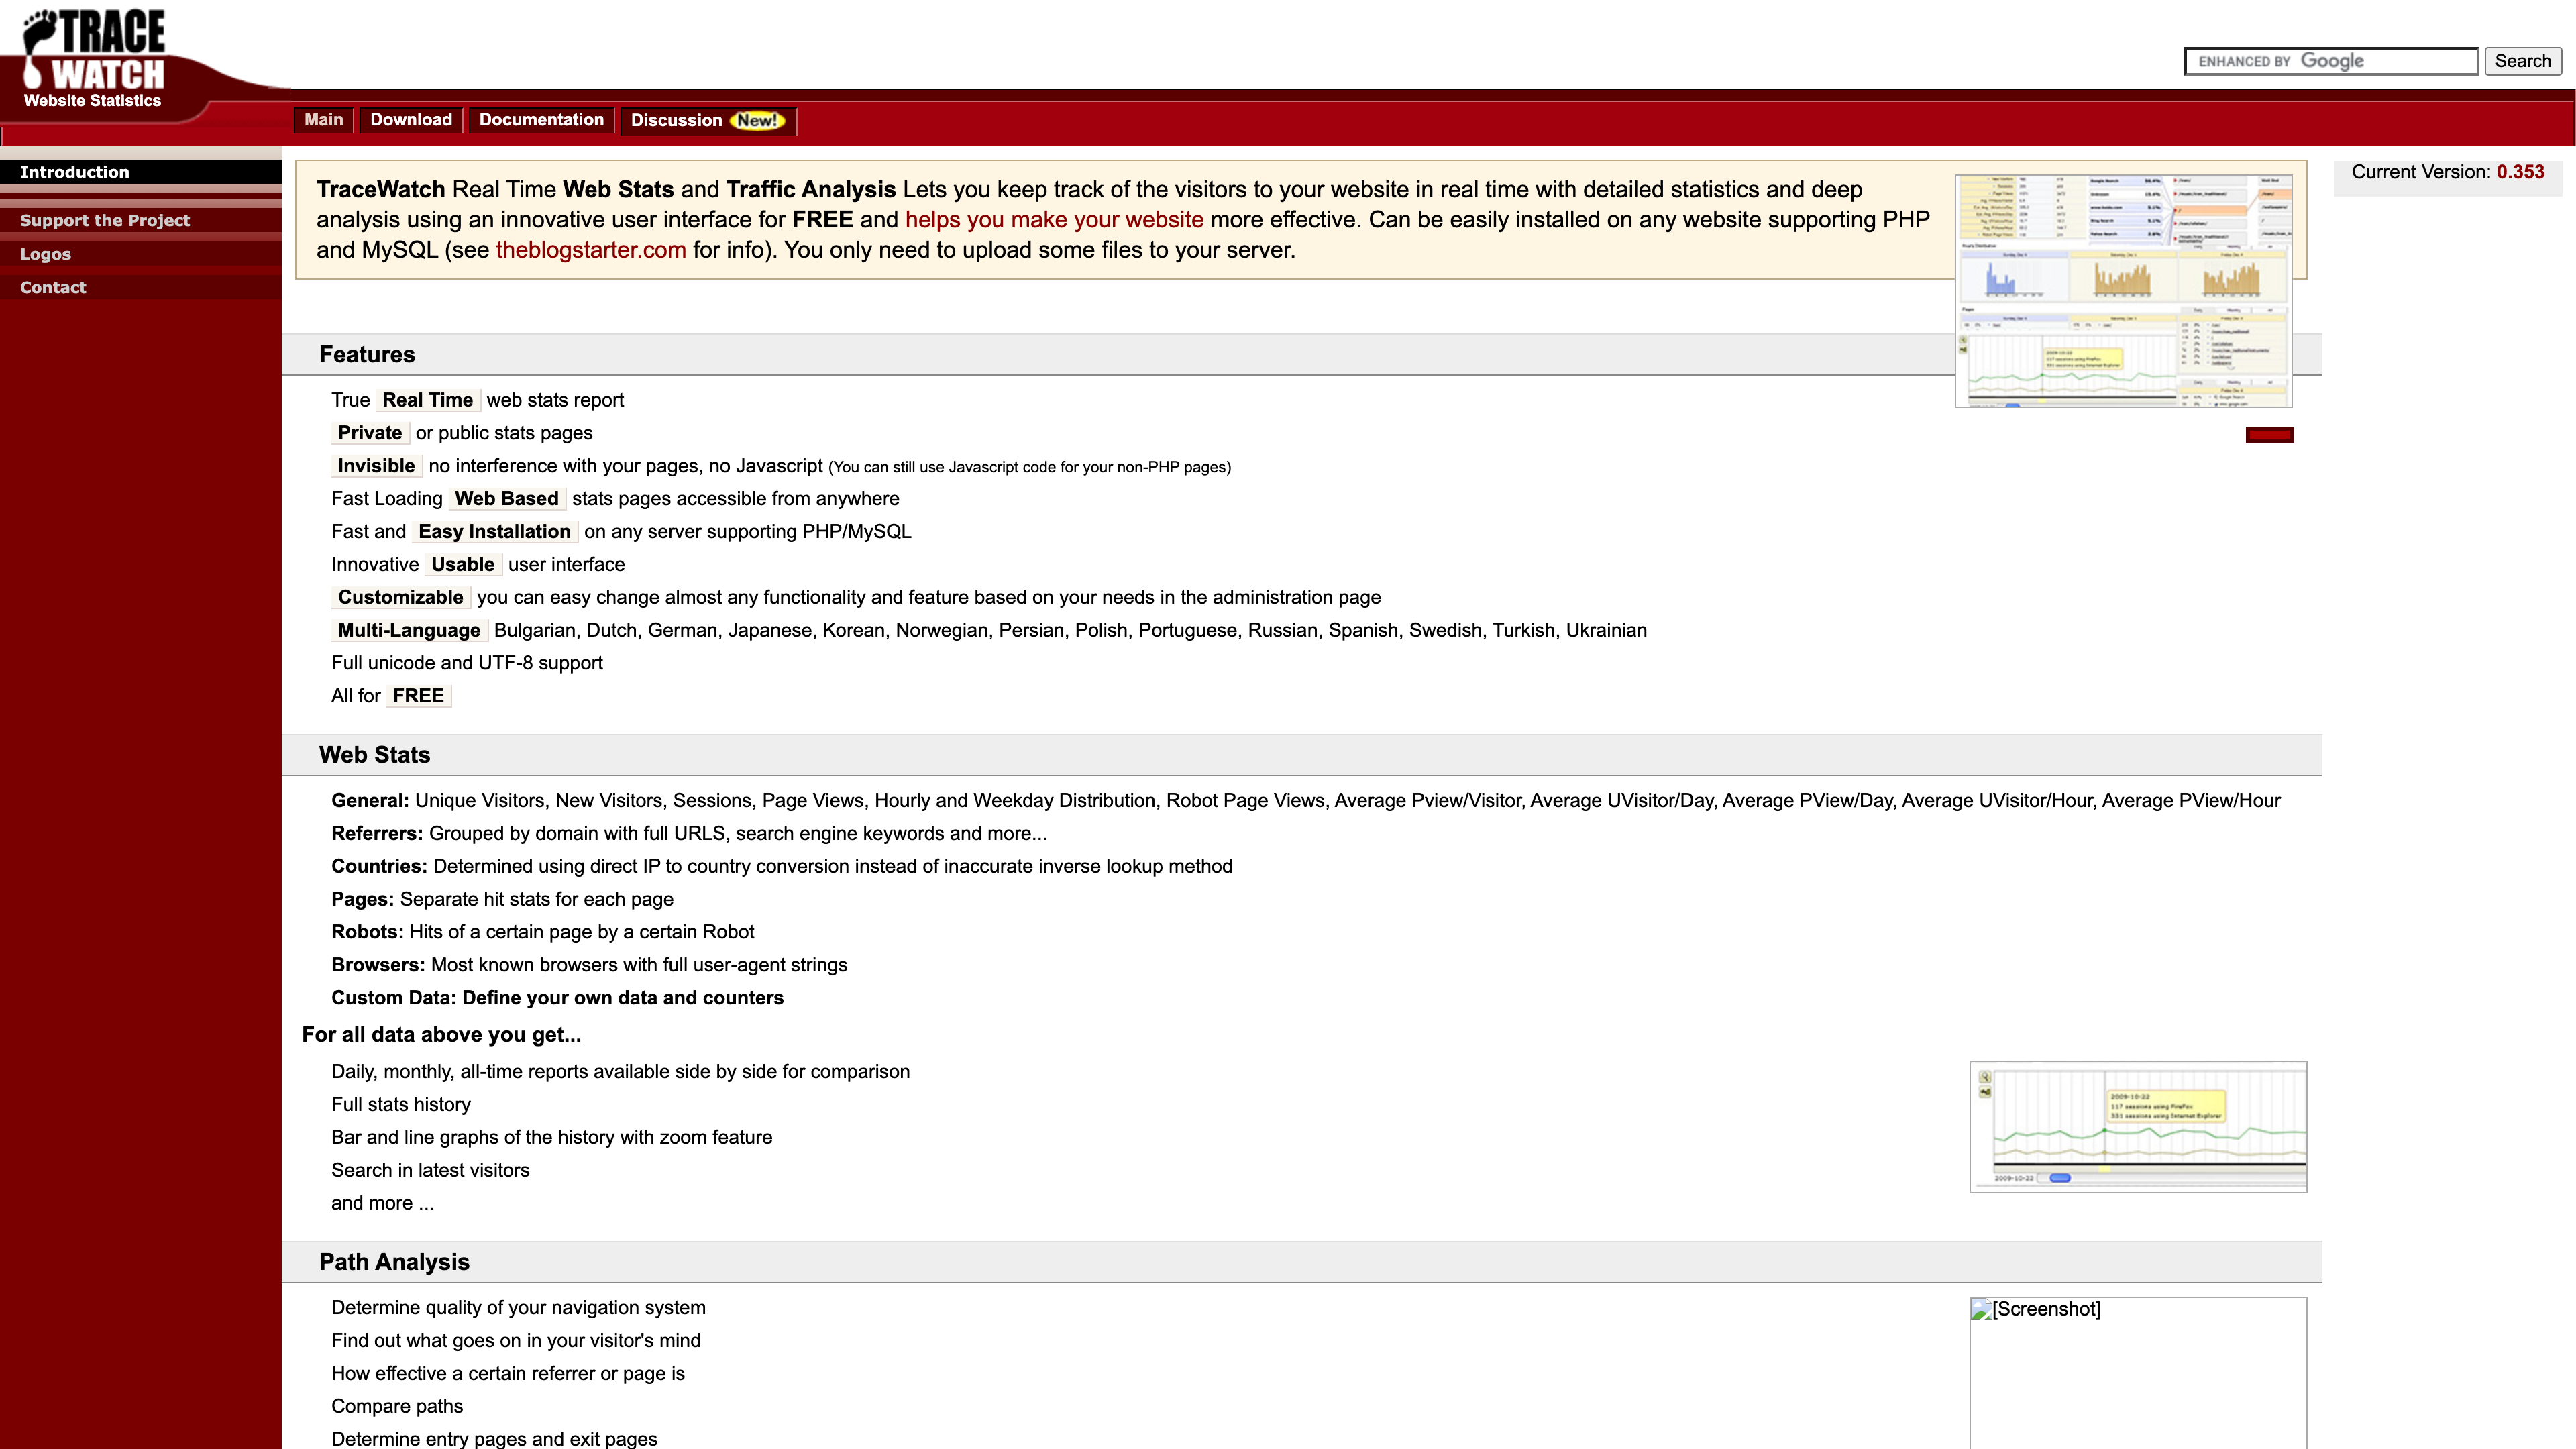 TRACE
WATCH
Website Statistics
ENHANCED BY Google
Search
Main
Download
Documentation
Discussion New!
Introduction
Support the Project
Logos
Contact
TraceWatch Real Time Web Stats and Traffic Analysis Lets you keep track of the visitors to your website in real time with detailed statistics and deep
analysis using an innovative user interface for FREE and helps you make your website more effective. Can be easily installed on any website supporting PHP
and MySQL (see theblogstarter.com for info). You only need to upload some files to your server.
Current Version: 0.353
Features
True Real Time web stats report
Private or public stats pages
Invisible no interference with your pages, no Javascript (You can still use Javascript code for your non-PHP pages)
Fast Loading Web Based stats pages accessible from anywhere
Fast and Easy Installation on any server supporting PHP/MySQL
Innovative Usable user interface
Customizable you can easy change almost any functionality and feature based on your needs in the administration page
Multi-Language Bulgarian, Dutch, German, Japanese, Korean, Norwegian, Persian, Polish, Portuguese, Russian, Spanish, Swedish, Turkish, Ukrainian
Full unicode and UTF-8 support
All for FREE
Web Stats
General: Unique Visitors, New Visitors, Sessions, Page Views, Hourly and Weekday Distribution, Robot Page Views, Average Pview/Visitor, Average UVisitor/Day, Average PView/Day, Average UVisitor/Hour, Average PView/Hour
Referrers: Grouped by domain with full URLS, search engine keywords and more...
Countries: Determined using direct IP to country conversion instead of inaccurate inverse lookup method
Pages: Separate hit stats for each page
Robots: Hits of a certain page by a certain Robot
Browsers: Most known browsers with full user-agent strings
Custom Data: Define your own data and counters
For all data above you get...
Daily, monthly, all-time reports available side by side for comparison
Full stats history
Bar and line graphs of the history with zoom feature
Search in latest visitors
and more ...
2009-10-22
117 sessions using FireFox
331 sessions using Internet Explorer
2009-10-22
Path Analysis
Determine quality of your navigation system
Find out what goes on in your visitor's mind
How effective a certain referrer or page is
Compare paths
Determine entry pages and exit pages
[Screenshot]